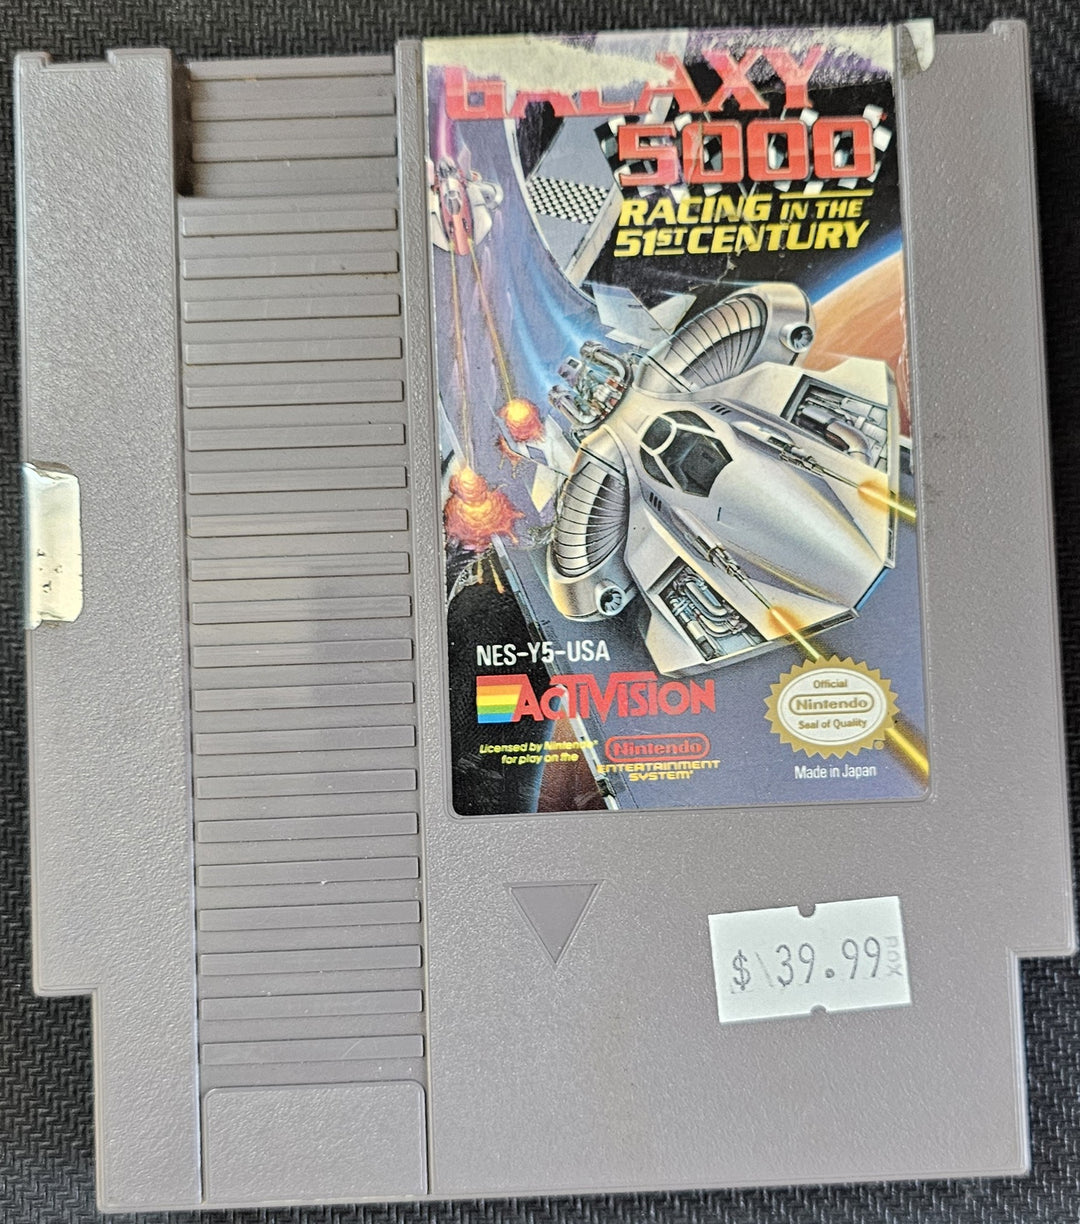 GALAXY
5000
RACING IN THE
51ST CENTURY
NES-Y5-USA
ACTIVISION
Licensed by Nintendo®
for play on the
Nintendo
ENTERTAINMENT
SYSTEM®
Official
Nintendo
Seal of Quality
Made in Japan
$ 39.99